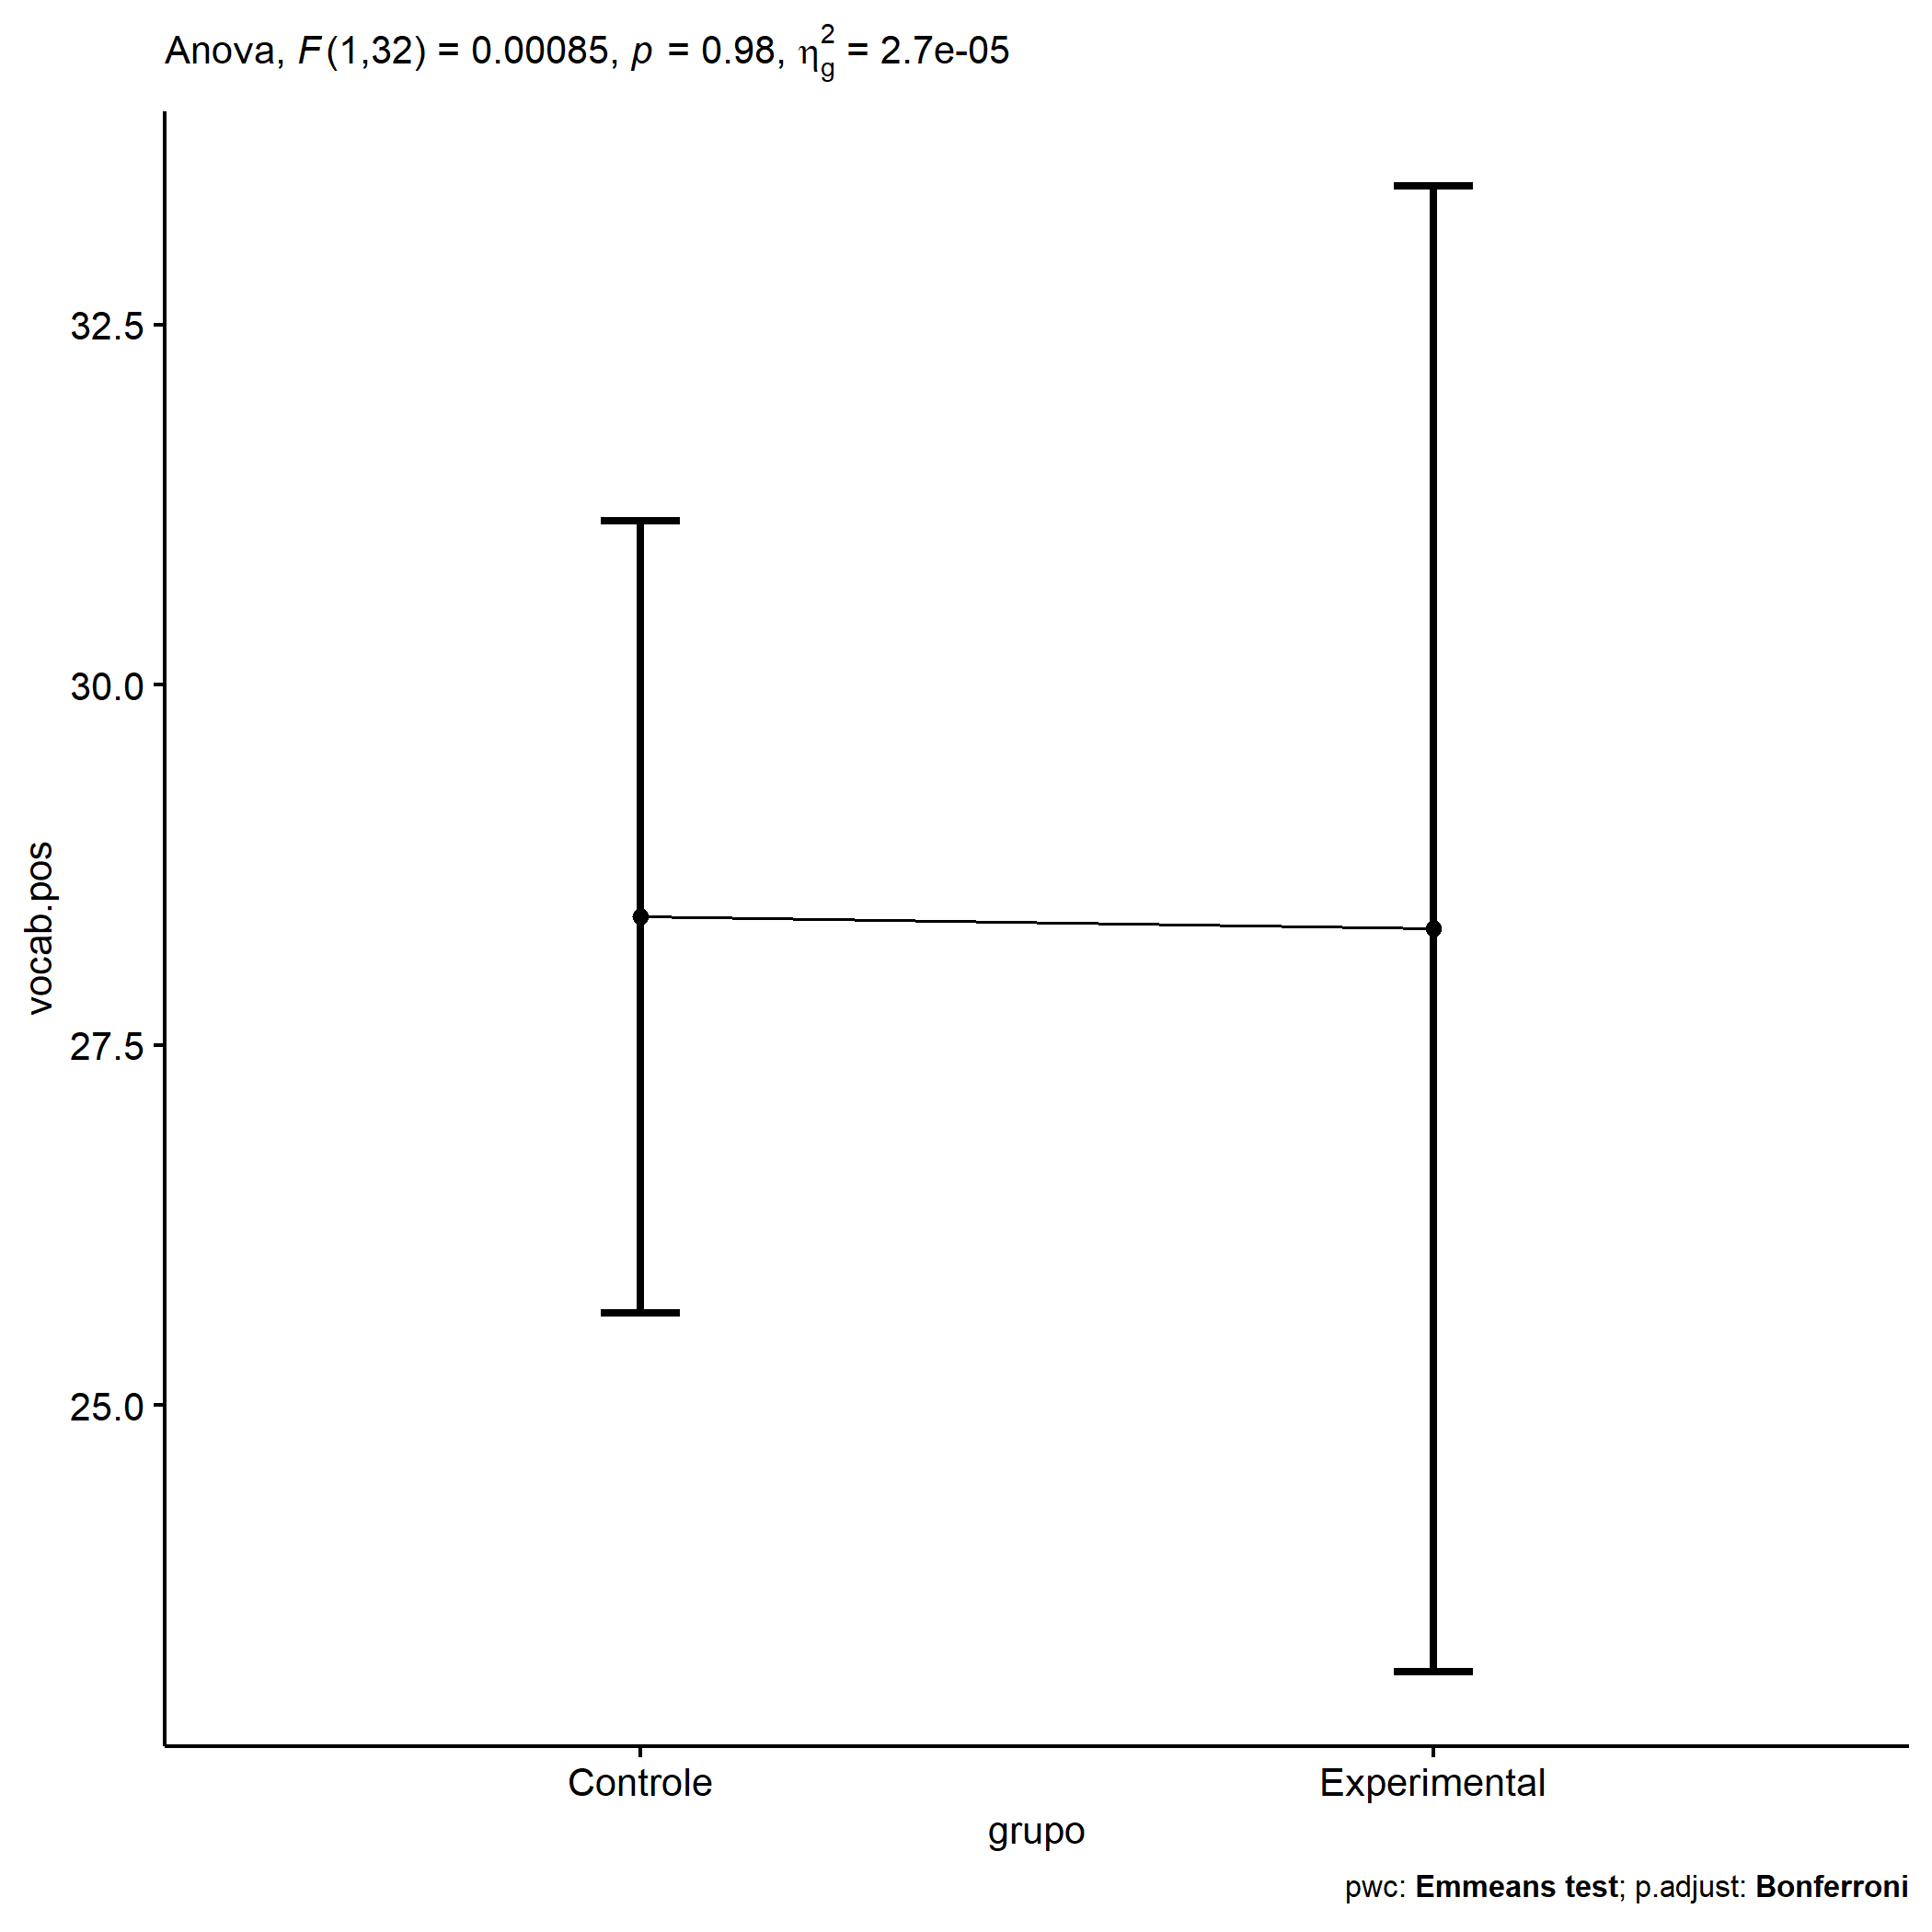 Anova, F(1,32) = 0.00085, p = 0.98, η²g = 2.7e-05
32.5
30.0
27.5
25.0
vocab.pos
Controle
Experimental
grupo
pwc: Emmeans test; p.adjust: Bonferroni